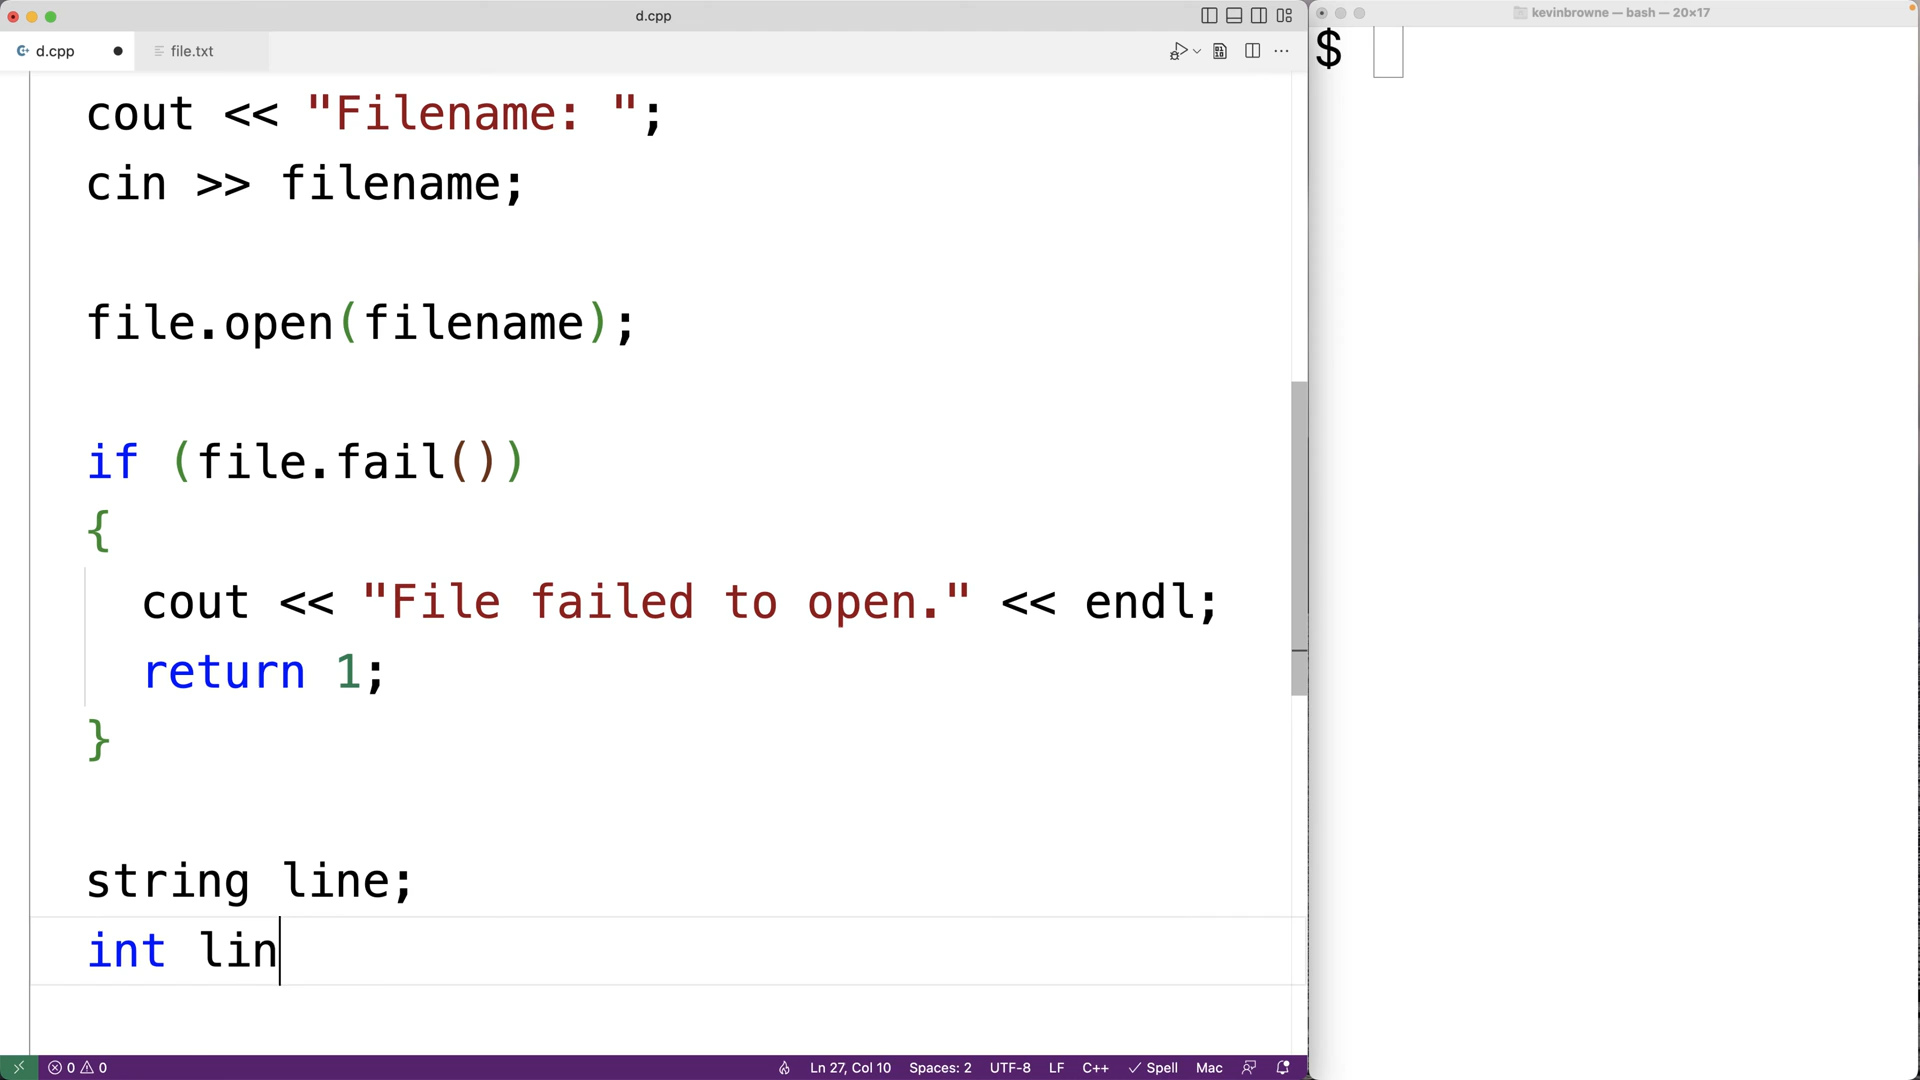 d.cpp
kevinbrowne — bash — 20×17
d.cpp
file.txt
$
cout << "Filename: ";
cin >> filename;
file.open(filename);
if (file.fail())
{
cout << "File failed to open." << endl;
return 1;
}
string line;
int lin
0 0
Ln 27, Col 10
Spaces: 2
UTF-8
LF
C++
Spell
Mac